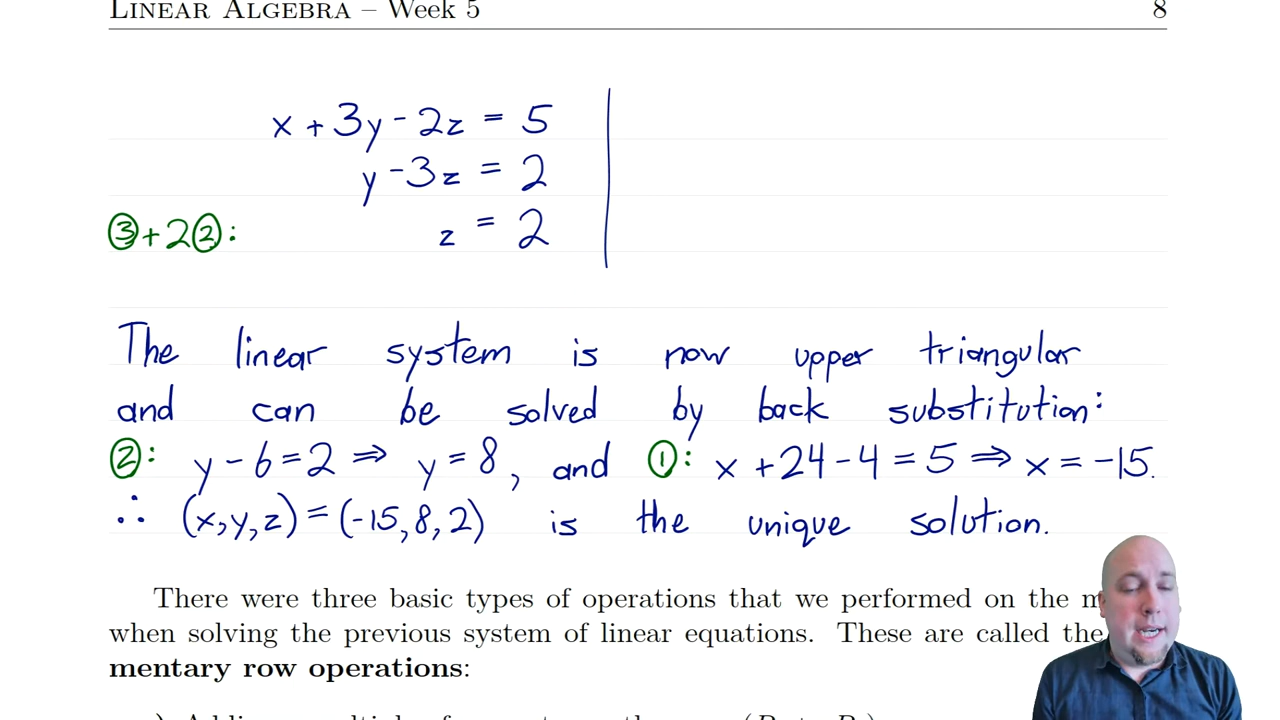 LINEAR ALGEBRA – Week 5 8
x + 3y - 2z = 5
y - 3z = 2
③+2②: z = 2
The linear system is now upper triangular
and can be solved by back substitution:
②: y - 6 = 2 ⇒ y = 8, and ①: x + 24 - 4 = 5 ⇒ x = -15.
∴ (x,y,z) = (-15, 8, 2) is the unique solution.
There were three basic types of operations that we performed on the
when solving the previous system of linear equations. These are called the
mentary row operations: